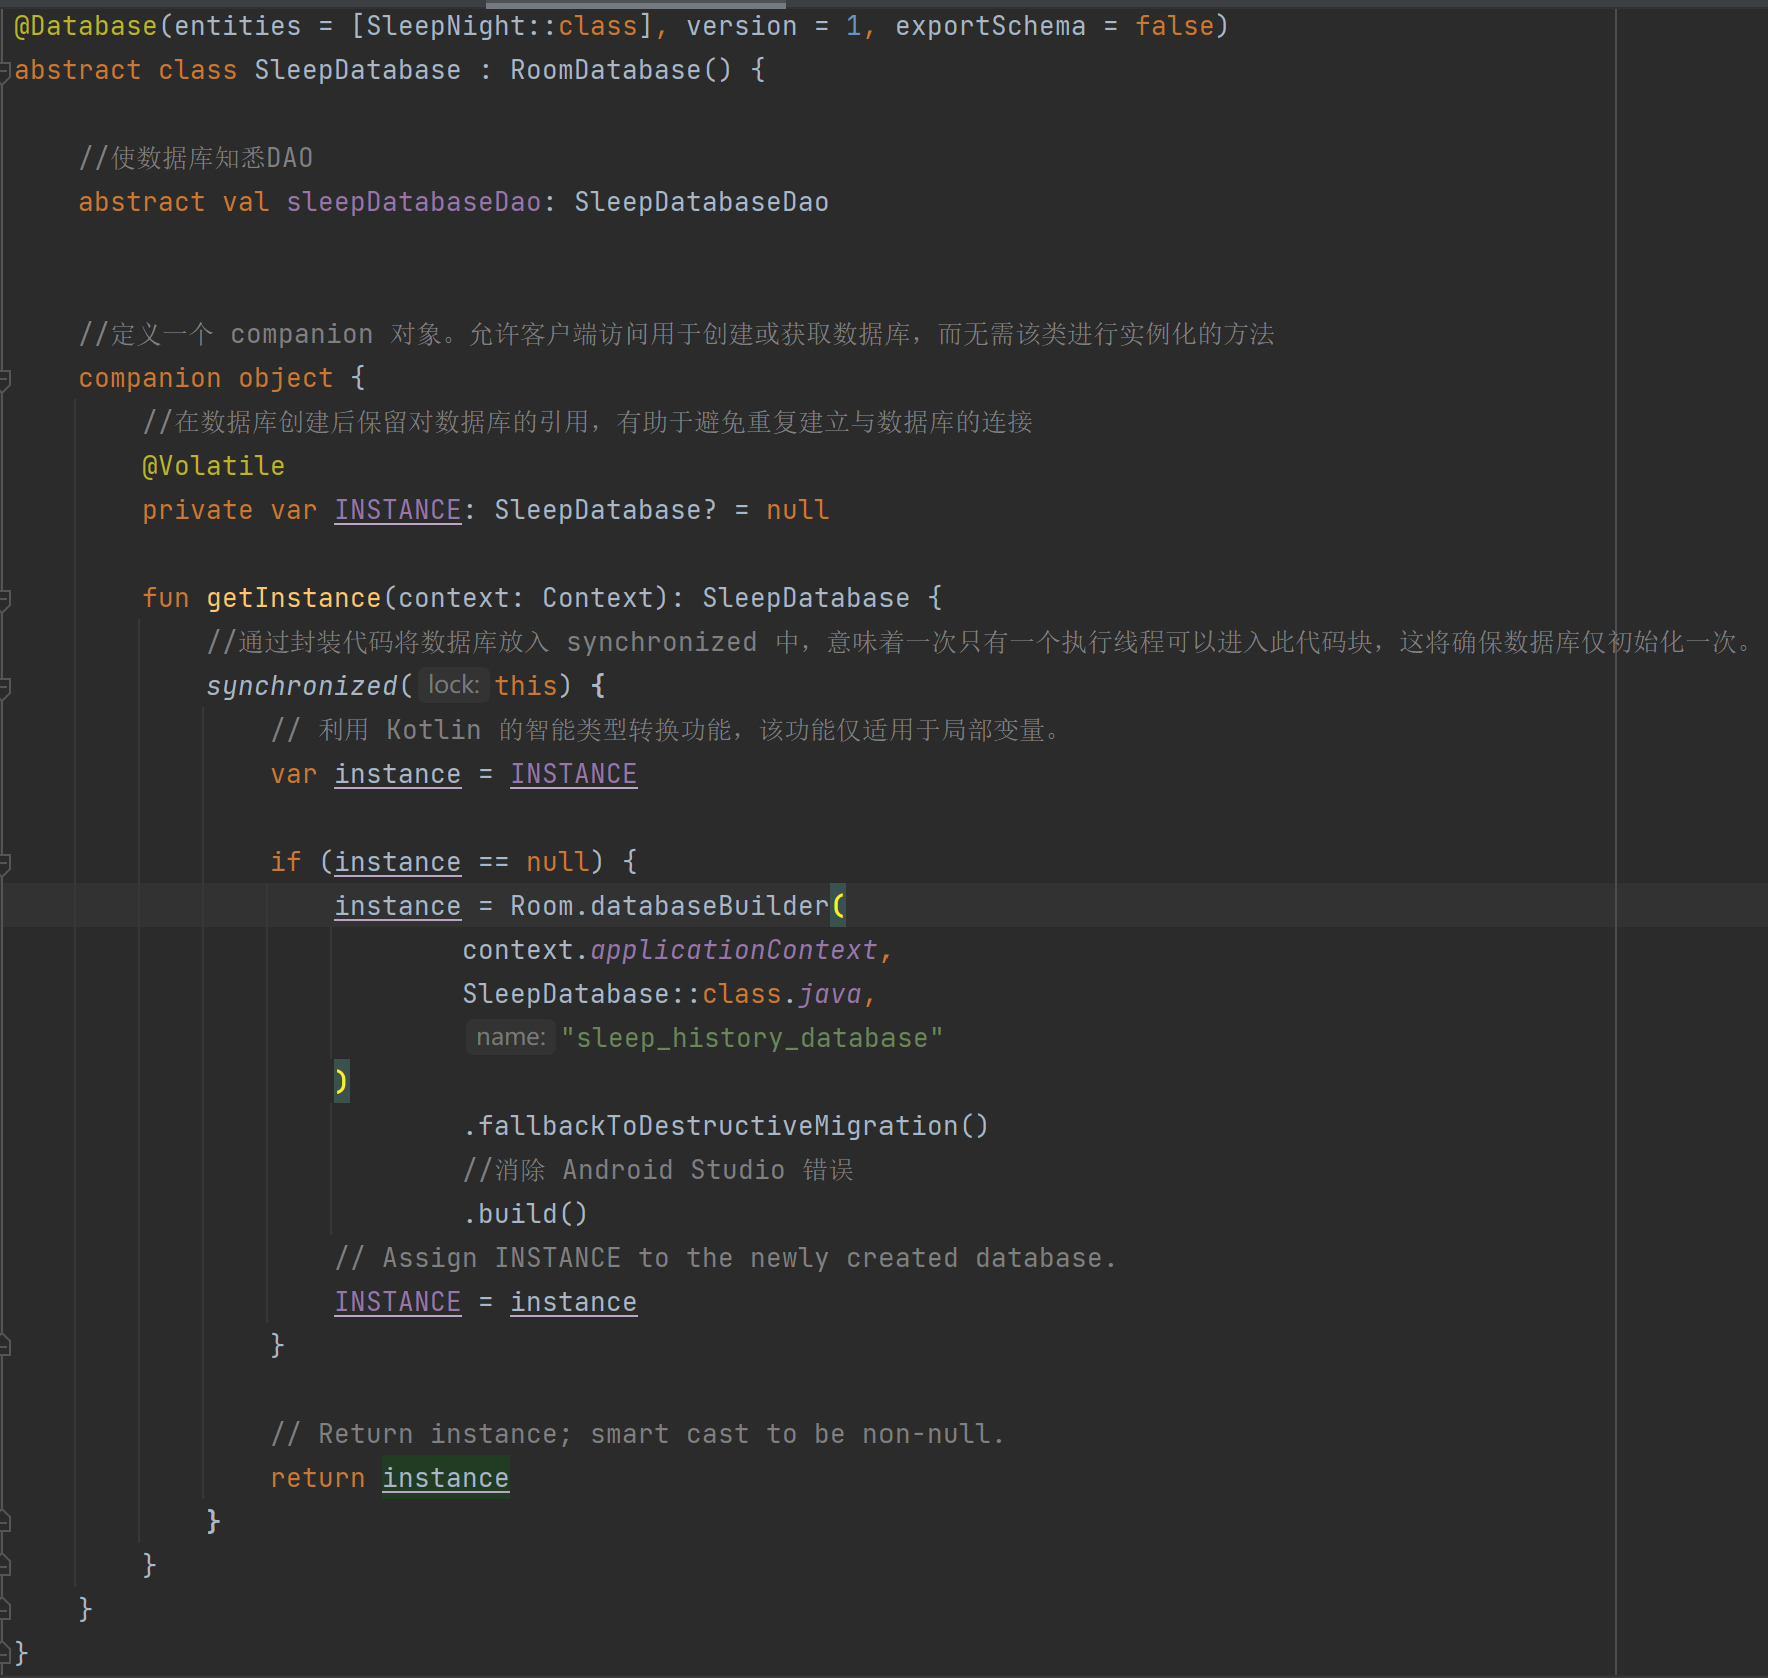 @Database(entities = [SleepNight::class], version = 1, exportSchema = false)
abstract class SleepDatabase : RoomDatabase() {
//使数据库知悉DAO
abstract val sleepDatabaseDao: SleepDatabaseDao
//定义一个 companion 对象。允许客户端访问用于创建或获取数据库，而无需该类进行实例化的方法
companion object {
//在数据库创建后保留对数据库的引用，有助于避免重复建立与数据库的连接
@Volatile
private var INSTANCE: SleepDatabase? = null
fun getInstance(context: Context): SleepDatabase {
//通过封装代码将数据库放入 synchronized 中，意味着一次只有一个执行线程可以进入此代码块，这将确保数据库仅初始化一次。
synchronized( lock: this) {
// 利用 Kotlin 的智能类型转换功能，该功能仅适用于局部变量。
var instance = INSTANCE
if (instance == null) {
instance = Room.databaseBuilder(
context.applicationContext,
SleepDatabase::class.java,
name: "sleep_history_database"
)
.fallbackToDestructiveMigration()
//消除 Android Studio 错误
.build()
// Assign INSTANCE to the newly created database.
INSTANCE = instance
}
// Return instance; smart cast to be non-null.
return instance
}
}
}
}